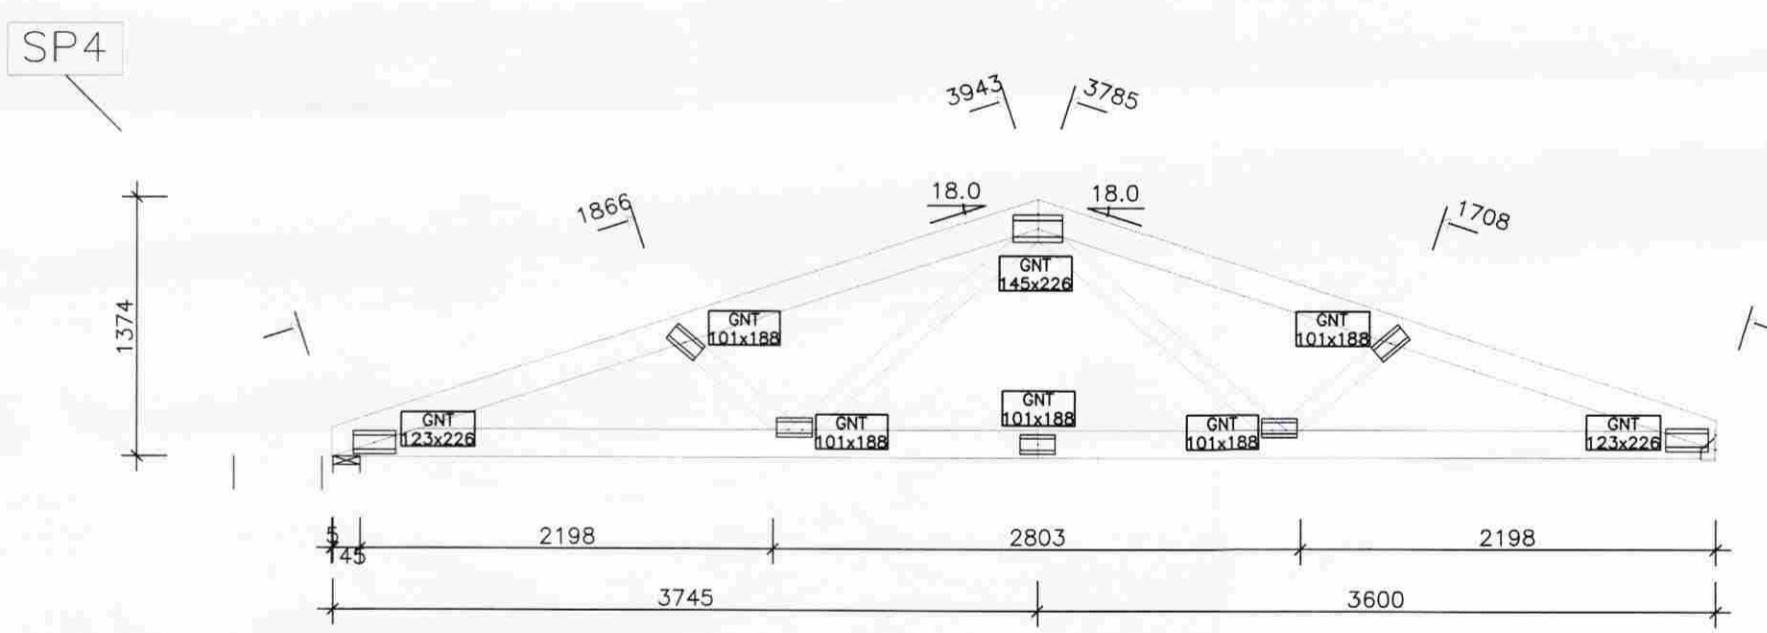 SP4
3943
3785
1866
18.0
18.0
1708
1374
GNT
145x226
GNT
101x188
GNT
101x188
GNT
123x226
GNT
101x188
GNT
101x188
GNT
101x188
GNT
123x226
5
145
2198
2803
2198
3745
3600